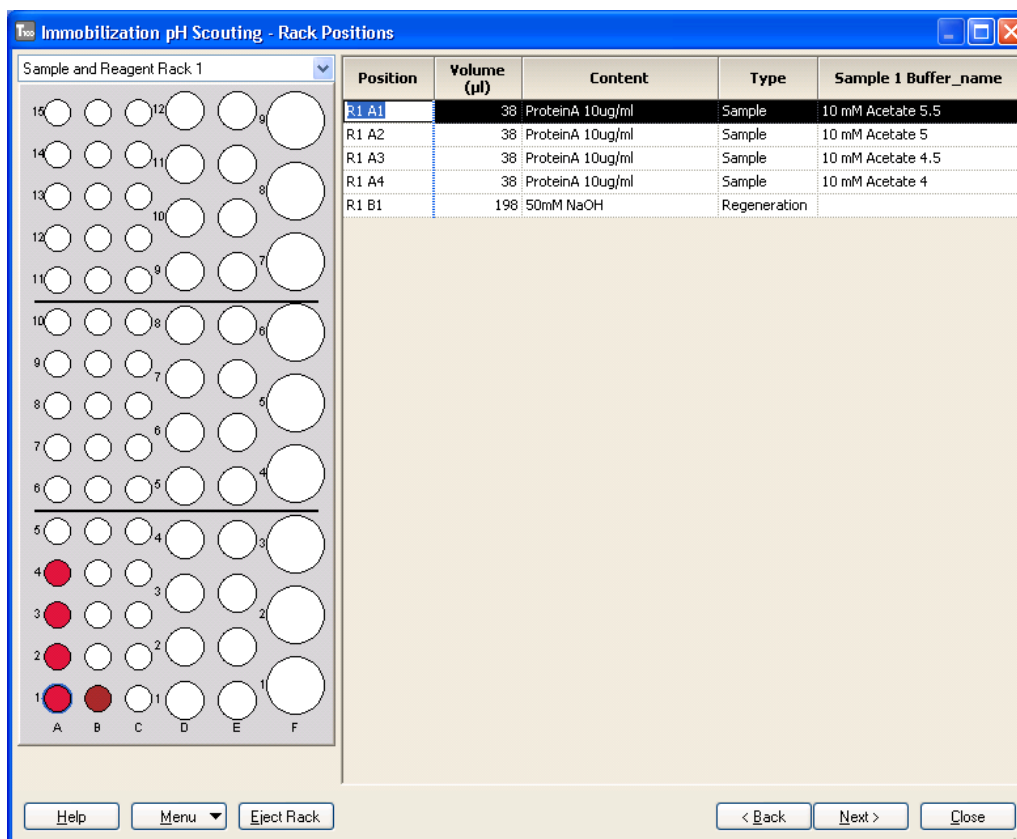 T100 Immobilization pH Scouting - Rack Positions
Sample and Reagent Rack 1
15 12 9
14 11
13 8
10
12
11 9 7
10 8 6
9 7
8 5
7 6
6 5 4
5 4 3
4
3 3 2
2 2
1 1 1
A B C D E F
Position Volume (µl) Content Type Sample 1 Buffer_name
R1 A1 38 ProteinA 10ug/ml Sample 10 mM Acetate 5.5
R1 A2 38 ProteinA 10ug/ml Sample 10 mM Acetate 5
R1 A3 38 ProteinA 10ug/ml Sample 10 mM Acetate 4.5
R1 A4 38 ProteinA 10ug/ml Sample 10 mM Acetate 4
R1 B1 198 50mM NaOH Regeneration
Help Menu Eject Rack < Back Next > Close